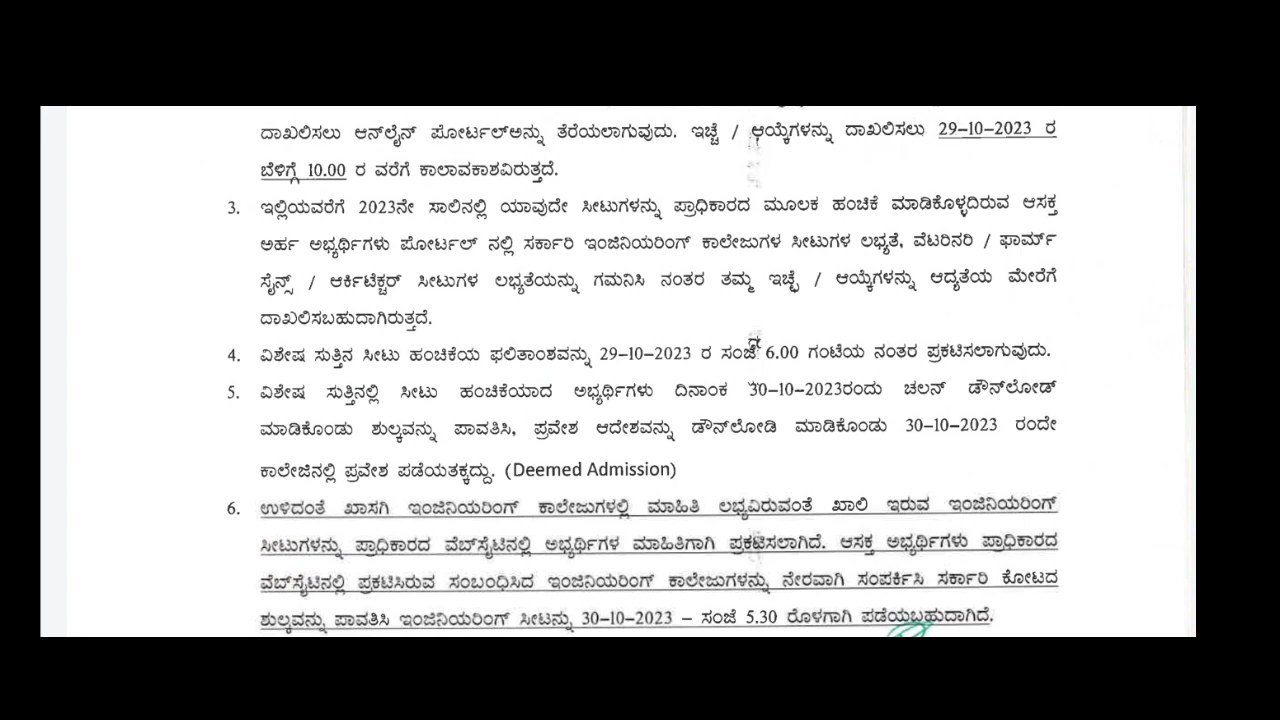 ದಾಖಲಿಸಲು ಆನ್‌ಲೈನ್ ಪೋರ್ಟಲ್‌ಅನ್ನು ತೆರೆಯಲಾಗುವುದು. ಇಚ್ಛೆ / ಆಯ್ಕೆಗಳನ್ನು ದಾಖಲಿಸಲು 29–10–2023 ರ
ಬೆಳಿಗ್ಗೆ 10.00 ರ ವರೆಗೆ ಕಾಲಾವಕಾಶವಿರುತ್ತದೆ.
3. ಇಲ್ಲಿಯವರೆಗೆ 2023ನೇ ಸಾಲಿನಲ್ಲಿ ಯಾವುದೇ ಸೀಟುಗಳನ್ನು ಪ್ರಾಧಿಕಾರದ ಮೂಲಕ ಹಂಚಿಕೆ ಮಾಡಿಕೊಳ್ಳದಿರುವ ಆಸಕ್ತ
ಅರ್ಹ ಅಭ್ಯರ್ಥಿಗಳು ಪೋರ್ಟಲ್ ನಲ್ಲಿ ಸರ್ಕಾರಿ ಇಂಜಿನಿಯರಿಂಗ್ ಕಾಲೇಜುಗಳ ಸೀಟುಗಳ ಲಭ್ಯತೆ, ವೆಟರಿನರಿ / ಫಾರ್ಮ್
ಸೈನ್ಸ್ / ಆರ್ಕಿಟೆಕ್ಚರ್ ಸೀಟುಗಳ ಲಭ್ಯತೆಯನ್ನು ಗಮನಿಸಿ ನಂತರ ತಮ್ಮ ಇಚ್ಛೆ / ಆಯ್ಕೆಗಳನ್ನು ಆದ್ಯತೆಯ ಮೇರೆಗೆ
ದಾಖಲಿಸಬಹುದಾಗಿರುತ್ತದೆ.
4. ವಿಶೇಷ ಸುತ್ತಿನ ಸೀಟು ಹಂಚಿಕೆಯ ಫಲಿತಾಂಶವನ್ನು 29–10–2023 ರ ಸಂಜೆ 6.00 ಗಂಟೆಯ ನಂತರ ಪ್ರಕಟಿಸಲಾಗುವುದು.
5. ವಿಶೇಷ ಸುತ್ತಿನಲ್ಲಿ ಸೀಟು ಹಂಚಿಕೆಯಾದ ಅಭ್ಯರ್ಥಿಗಳು ದಿನಾಂಕ 30–10–2023ರಂದು ಚಲನ್ ಡೌನ್‌ಲೋಡ್
ಮಾಡಿಕೊಂಡು ಶುಲ್ಕವನ್ನು ಪಾವತಿಸಿ, ಪ್ರವೇಶ ಆದೇಶವನ್ನು ಡೌನ್‌ಲೋಡಿ ಮಾಡಿಕೊಂಡು 30–10–2023 ರಂದೇ
ಕಾಲೇಜಿನಲ್ಲಿ ಪ್ರವೇಶ ಪಡೆಯತಕ್ಕದ್ದು. (Deemed Admission)
6. ಉಳಿದಂತೆ ಖಾಸಗಿ ಇಂಜಿನಿಯರಿಂಗ್ ಕಾಲೇಜುಗಳಲ್ಲಿ ಮಾಹಿತಿ ಲಭ್ಯವಿರುವಂತೆ ಖಾಲಿ ಇರುವ ಇಂಜಿನಿಯರಿಂಗ್
ಸೀಟುಗಳನ್ನು ಪ್ರಾಧಿಕಾರದ ವೆಬ್‌ಸೈಟಿನಲ್ಲಿ ಅಭ್ಯರ್ಥಿಗಳ ಮಾಹಿತಿಗಾಗಿ ಪ್ರಕಟಿಸಲಾಗಿದೆ. ಆಸಕ್ತ ಅಭ್ಯರ್ಥಿಗಳು ಪ್ರಾಧಿಕಾರದ
ವೆಬ್‌ಸೈಟಿನಲ್ಲಿ ಪ್ರಕಟಿಸಿರುವ ಸಂಬಂಧಿಸಿದ ಇಂಜಿನಿಯರಿಂಗ್ ಕಾಲೇಜುಗಳನ್ನು ನೇರವಾಗಿ ಸಂಪರ್ಕಿಸಿ ಸರ್ಕಾರಿ ಕೋಟದ
ಶುಲ್ಕವನ್ನು ಪಾವತಿಸಿ ಇಂಜಿನಿಯರಿಂಗ್ ಸೀಟನ್ನು 30–10–2023 – ಸಂಜೆ 5.30 ರೊಳಗಾಗಿ ಪಡೆಯಬಹುದಾಗಿದೆ.